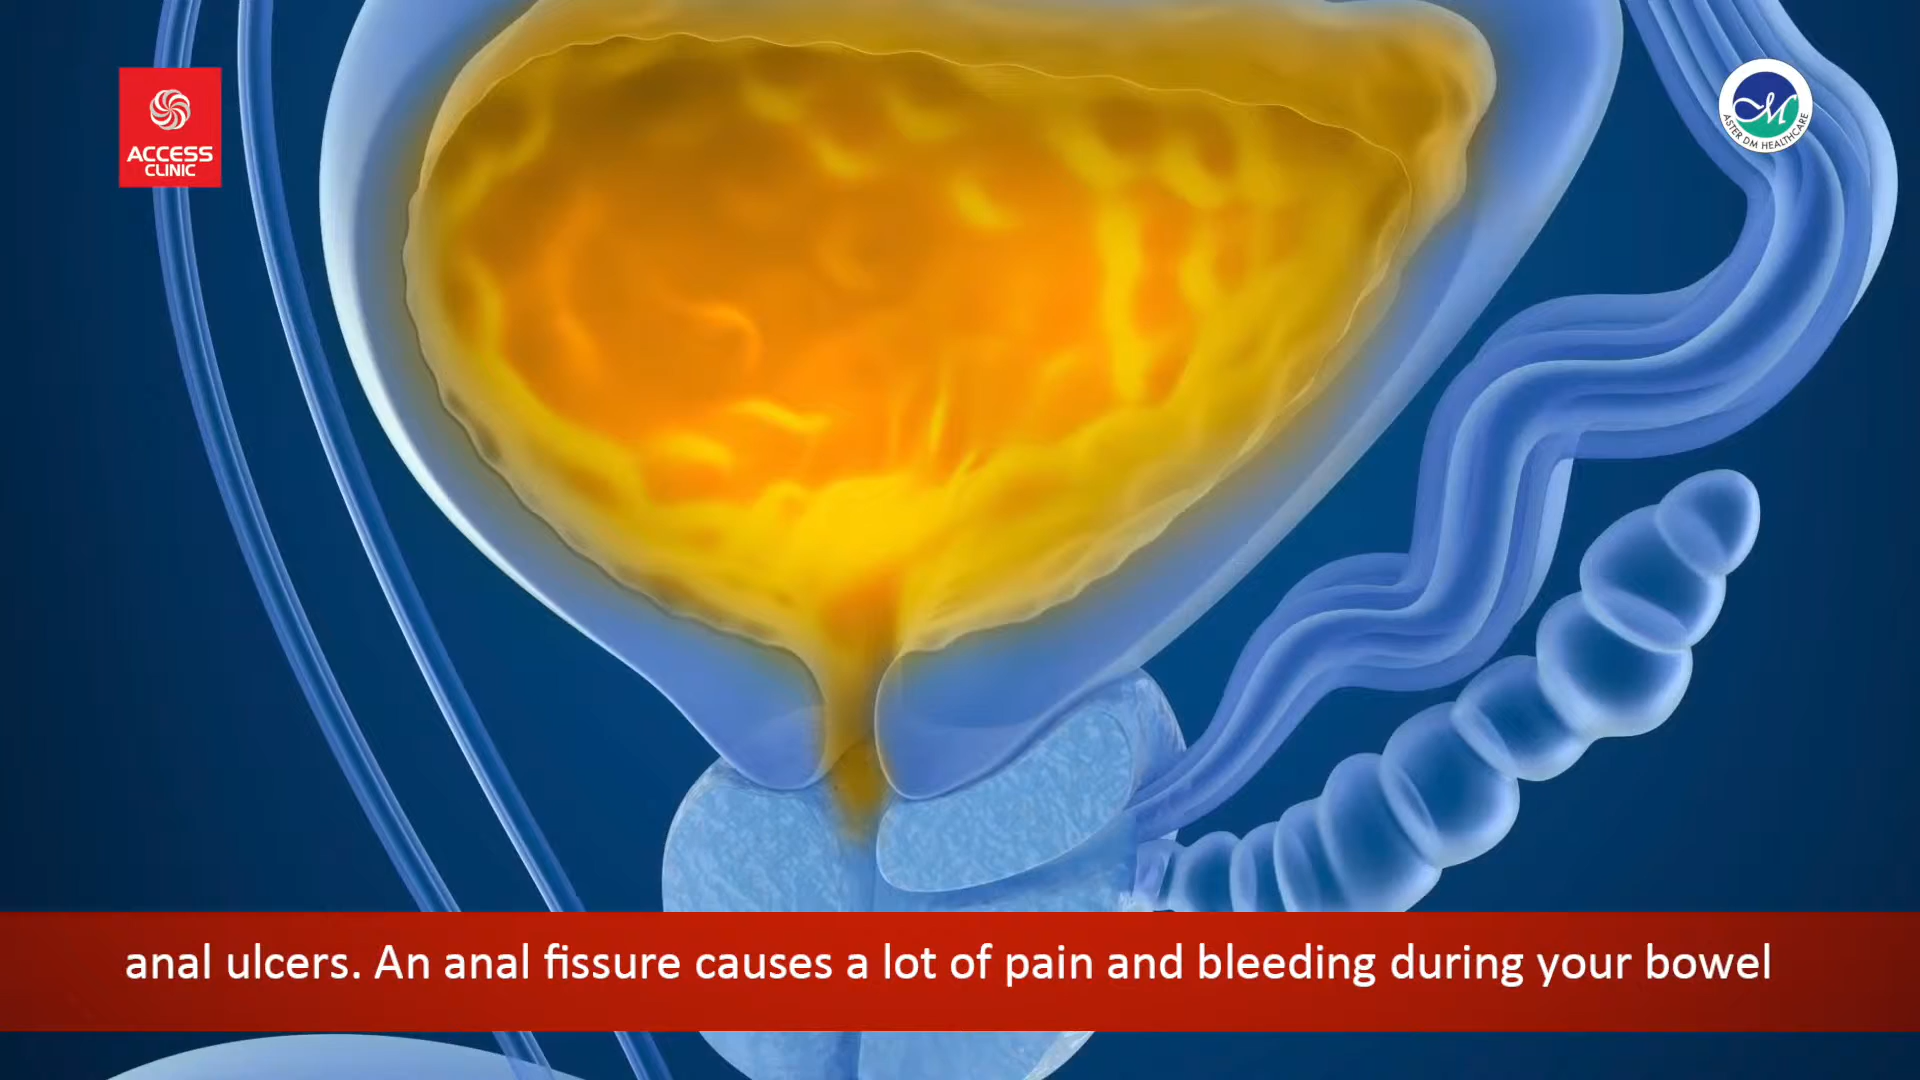 ACCESS
CLINIC
ASTER DM HEALTHCARE
anal ulcers. An anal fissure causes a lot of pain and bleeding during your bowel